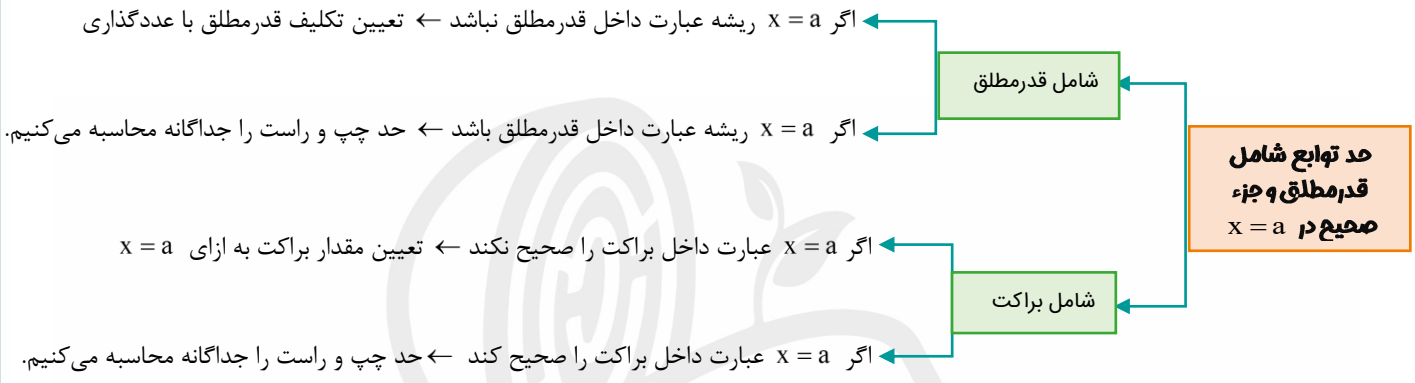 حد توابع شامل
قدرمطلق و جزء
صحیح در x = a
شامل قدرمطلق
اگر x = a ریشه عبارت داخل قدرمطلق نباشد ← تعیین تکلیف قدرمطلق با عددگذاری
اگر x = a ریشه عبارت داخل قدرمطلق باشد ← حد چپ و راست را جداگانه محاسبه می‌کنیم.
شامل براکت
اگر x = a عبارت داخل براکت را صحیح نکند ← تعیین مقدار براکت به ازای x = a
اگر x = a عبارت داخل براکت را صحیح کند ← حد چپ و راست را جداگانه محاسبه می‌کنیم.